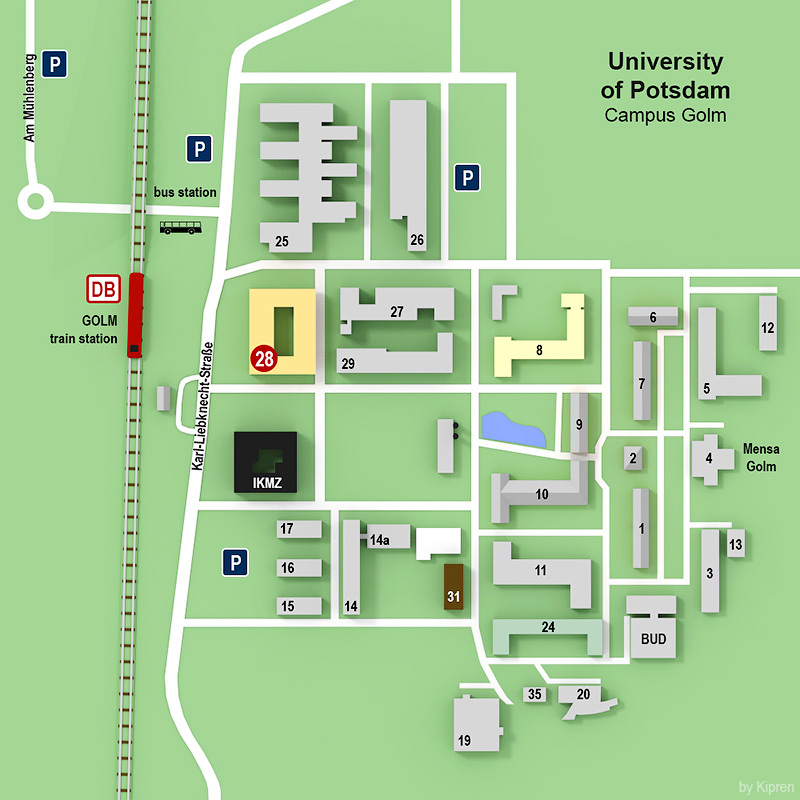 University
of Potsdam
Campus Golm
Am Mühlenberg
P
P
P
bus station
25
26
DB
GOLM
train station
Karl-Liebknecht-Straße
28
27
29
8
6
7
5
12
9
2
4
Mensa
Golm
IKMZ
10
1
17
16
15
P
14a
14
31
11
24
3
13
BUD
35
20
19
by Kipren